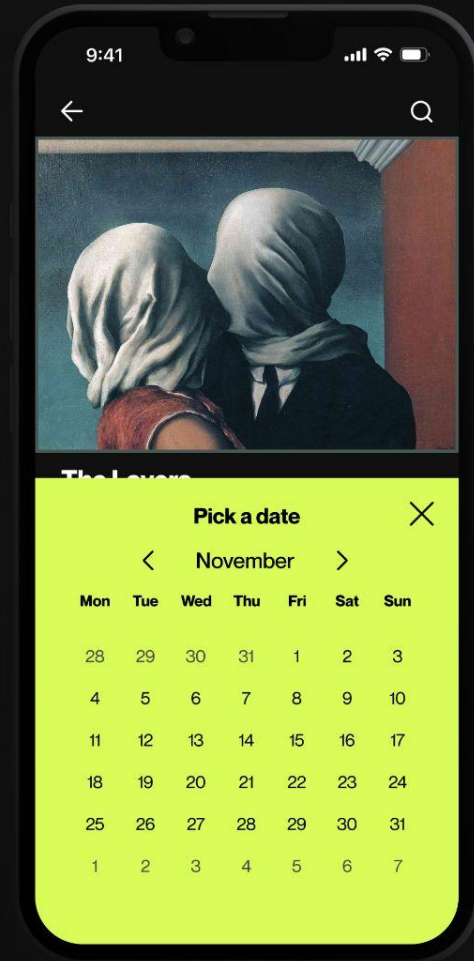 9:41
The Lovers
Pick a date
November
Mon Tue Wed Thu Fri Sat Sun
28 29 30 31 1 2 3
4 5 6 7 8 9 10
11 12 13 14 15 16 17
18 19 20 21 22 23 24
25 26 27 28 29 30 31
1 2 3 4 5 6 7